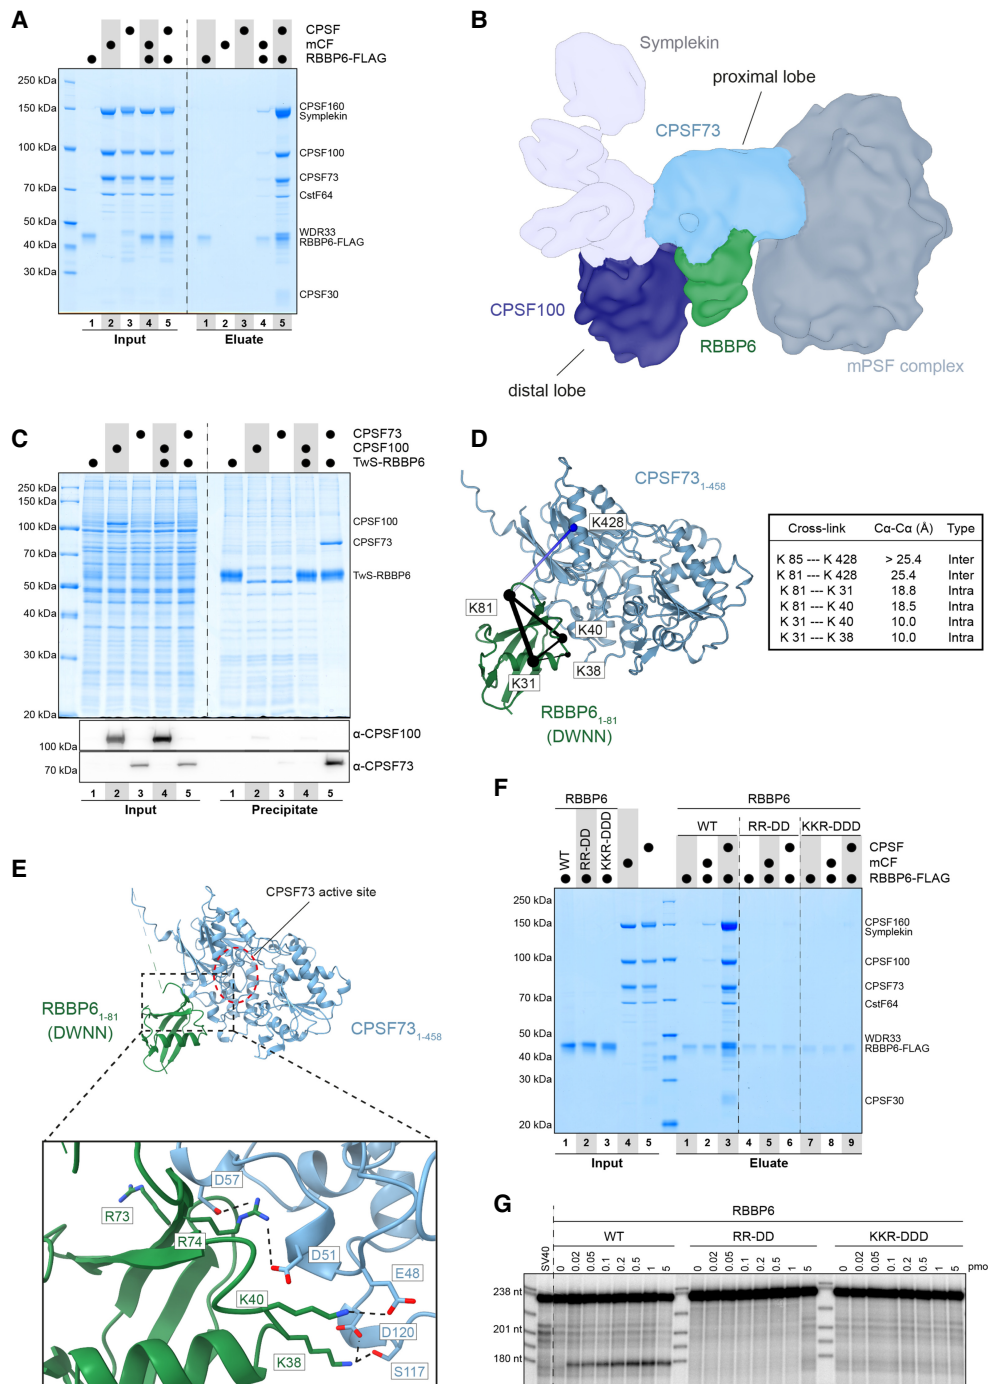 A
CPSF
mCF
RBBP6-FLAG
250 kDa
150 kDa
100 kDa
70 kDa
50 kDa
40 kDa
30 kDa
CPSF160
Symplekin
CPSF100
CPSF73
CstF64
WDR33
RBBP6-FLAG
CPSF30
1 2 3 4 5 1 2 3 4 5
Input Eluate
B
Symplekin
proximal lobe
CPSF73
CPSF100
RBBP6
mPSF complex
distal lobe
C
CPSF73
CPSF100
TwS-RBBP6
250 kDa
150 kDa
100 kDa
70 kDa
50 kDa
40 kDa
30 kDa
20 kDa
CPSF100
CPSF73
TwS-RBBP6
100 kDa
α-CPSF100
70 kDa
α-CPSF73
1 2 3 4 5 1 2 3 4 5
Input Precipitate
D
CPSF73 1-458
K428
K81
K40
K38
K31
RBBP6 1-81
(DWNN)
Cross-link Cα-Cα (Å) Type
K 85 --- K 428 > 25.4 Inter
K 81 --- K 428 25.4 Inter
K 81 --- K 31 18.8 Intra
K 81 --- K 40 18.5 Intra
K 31 --- K 40 10.0 Intra
K 31 --- K 38 10.0 Intra
E
CPSF73 active site
RBBP6 1-81
(DWNN)
CPSF73 1-458
D57
R73
R74
D51
E48
K40
D120
K38
S117
F
RBBP6 RBBP6
WT RR-DD KKR-DDD
WT RR-DD KKR-DDD
CPSF
mCF
RBBP6-FLAG
250 kDa
150 kDa
100 kDa
70 kDa
50 kDa
40 kDa
30 kDa
20 kDa
CPSF160
Symplekin
CPSF100
CPSF73
CstF64
WDR33
RBBP6-FLAG
CPSF30
1 2 3 4 5 1 2 3 4 5 6 7 8 9
Input Eluate
G
RBBP6
WT RR-DD KKR-DDD
SV40 0 0.02 0.05 0.1 0.2 0.5 1 5 0 0.02 0.05 0.1 0.2 0.5 1 5 0 0.02 0.05 0.1 0.2 0.5 1 5 pmo
238 nt
201 nt
180 nt